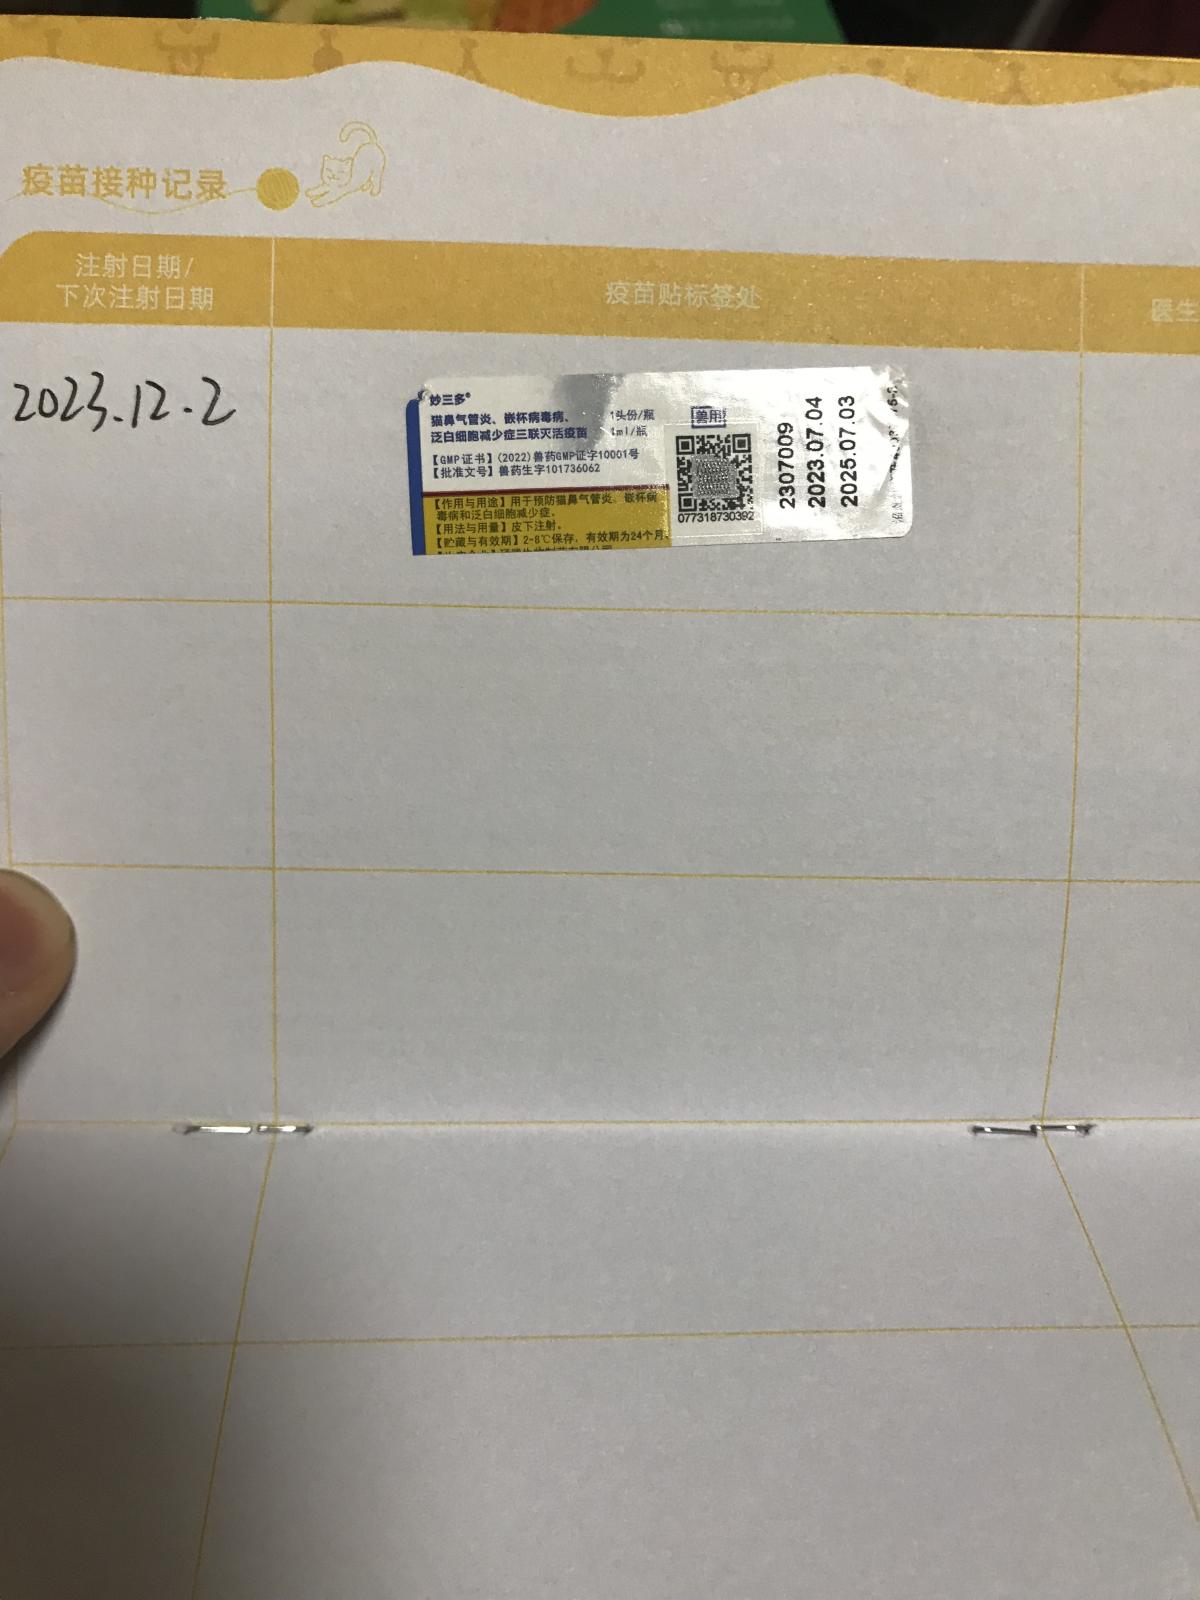 疫苗接种记录
注射日期/
下次注射日期
疫苗贴标签处
医生
2023.12.2
妙三多®
猫鼻气管炎、嵌杯病毒病、
泛白细胞减少症三联灭活疫苗
1头份/瓶
1ml/瓶
【GMP证书】(2022)兽药GMP证字10001号
【批准文号】兽药生字101736062
【作用与用途】用于预防猫鼻气管炎、嵌杯病
毒病和泛白细胞减少症。
【用法与用量】皮下注射。
【贮藏与有效期】2-8℃保存，有效期为24个月。
兽用
077318730392
2307009
2023.07.04
2025.07.03